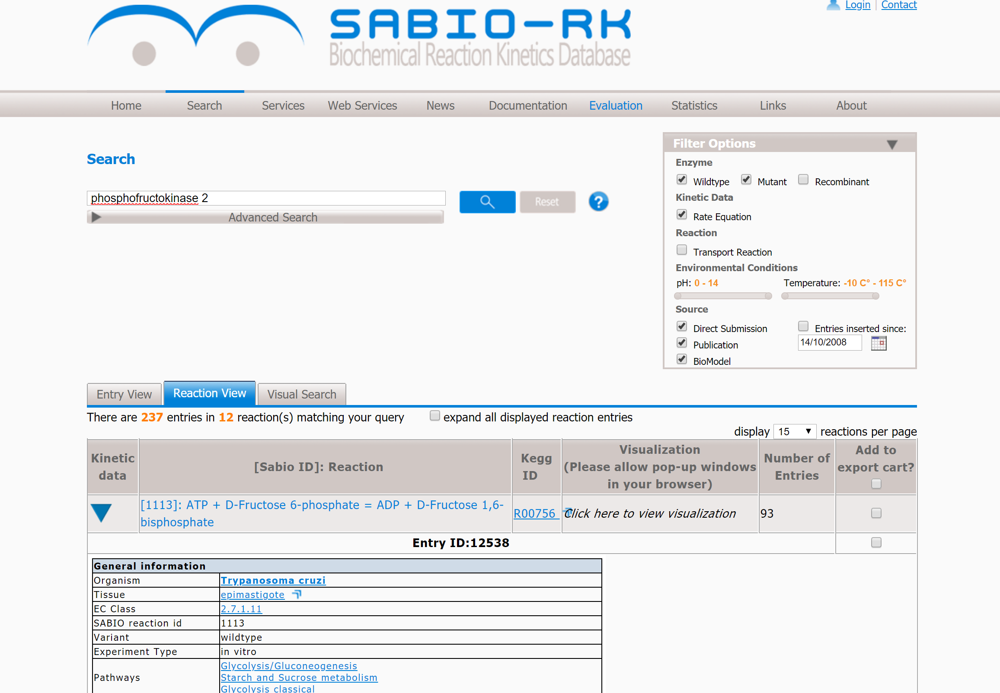 Login | Contact
SABIO-RK
Biochemical Reaction Kinetics Database
Home Search Services Web Services News Documentation Evaluation Statistics Links About
Filter Options
Enzyme
Wildtype Mutant Recombinant
Kinetic Data
Rate Equation
Reaction
Transport Reaction
Environmental Conditions
pH: 0 - 14 Temperature: -10 C° - 115 C°
Source
Direct Submission Entries inserted since:
Publication 14/10/2008
BioModel
Search
phosphofructokinase 2
Reset ?
Advanced Search
Entry View Reaction View Visual Search
There are 237 entries in 12 reaction(s) matching your query expand all displayed reaction entries
display 15 reactions per page
Kinetic data [Sabio ID]: Reaction Kegg ID Visualization (Please allow pop-up windows in your browser) Number of Entries Add to export cart?
[1113]: ATP + D-Fructose 6-phosphate = ADP + D-Fructose 1,6-
bisphosphate
R00756 Click here to view visualization 93
Entry ID:12538
General information
Organism Trypanosoma cruzi
Tissue epimastigote
EC Class 2.7.1.11
SABIO reaction id 1113
Variant wildtype
Experiment Type in vitro
Pathways Glycolysis/Gluconeogenesis
Starch and Sucrose metabolism
Glycolysis classical